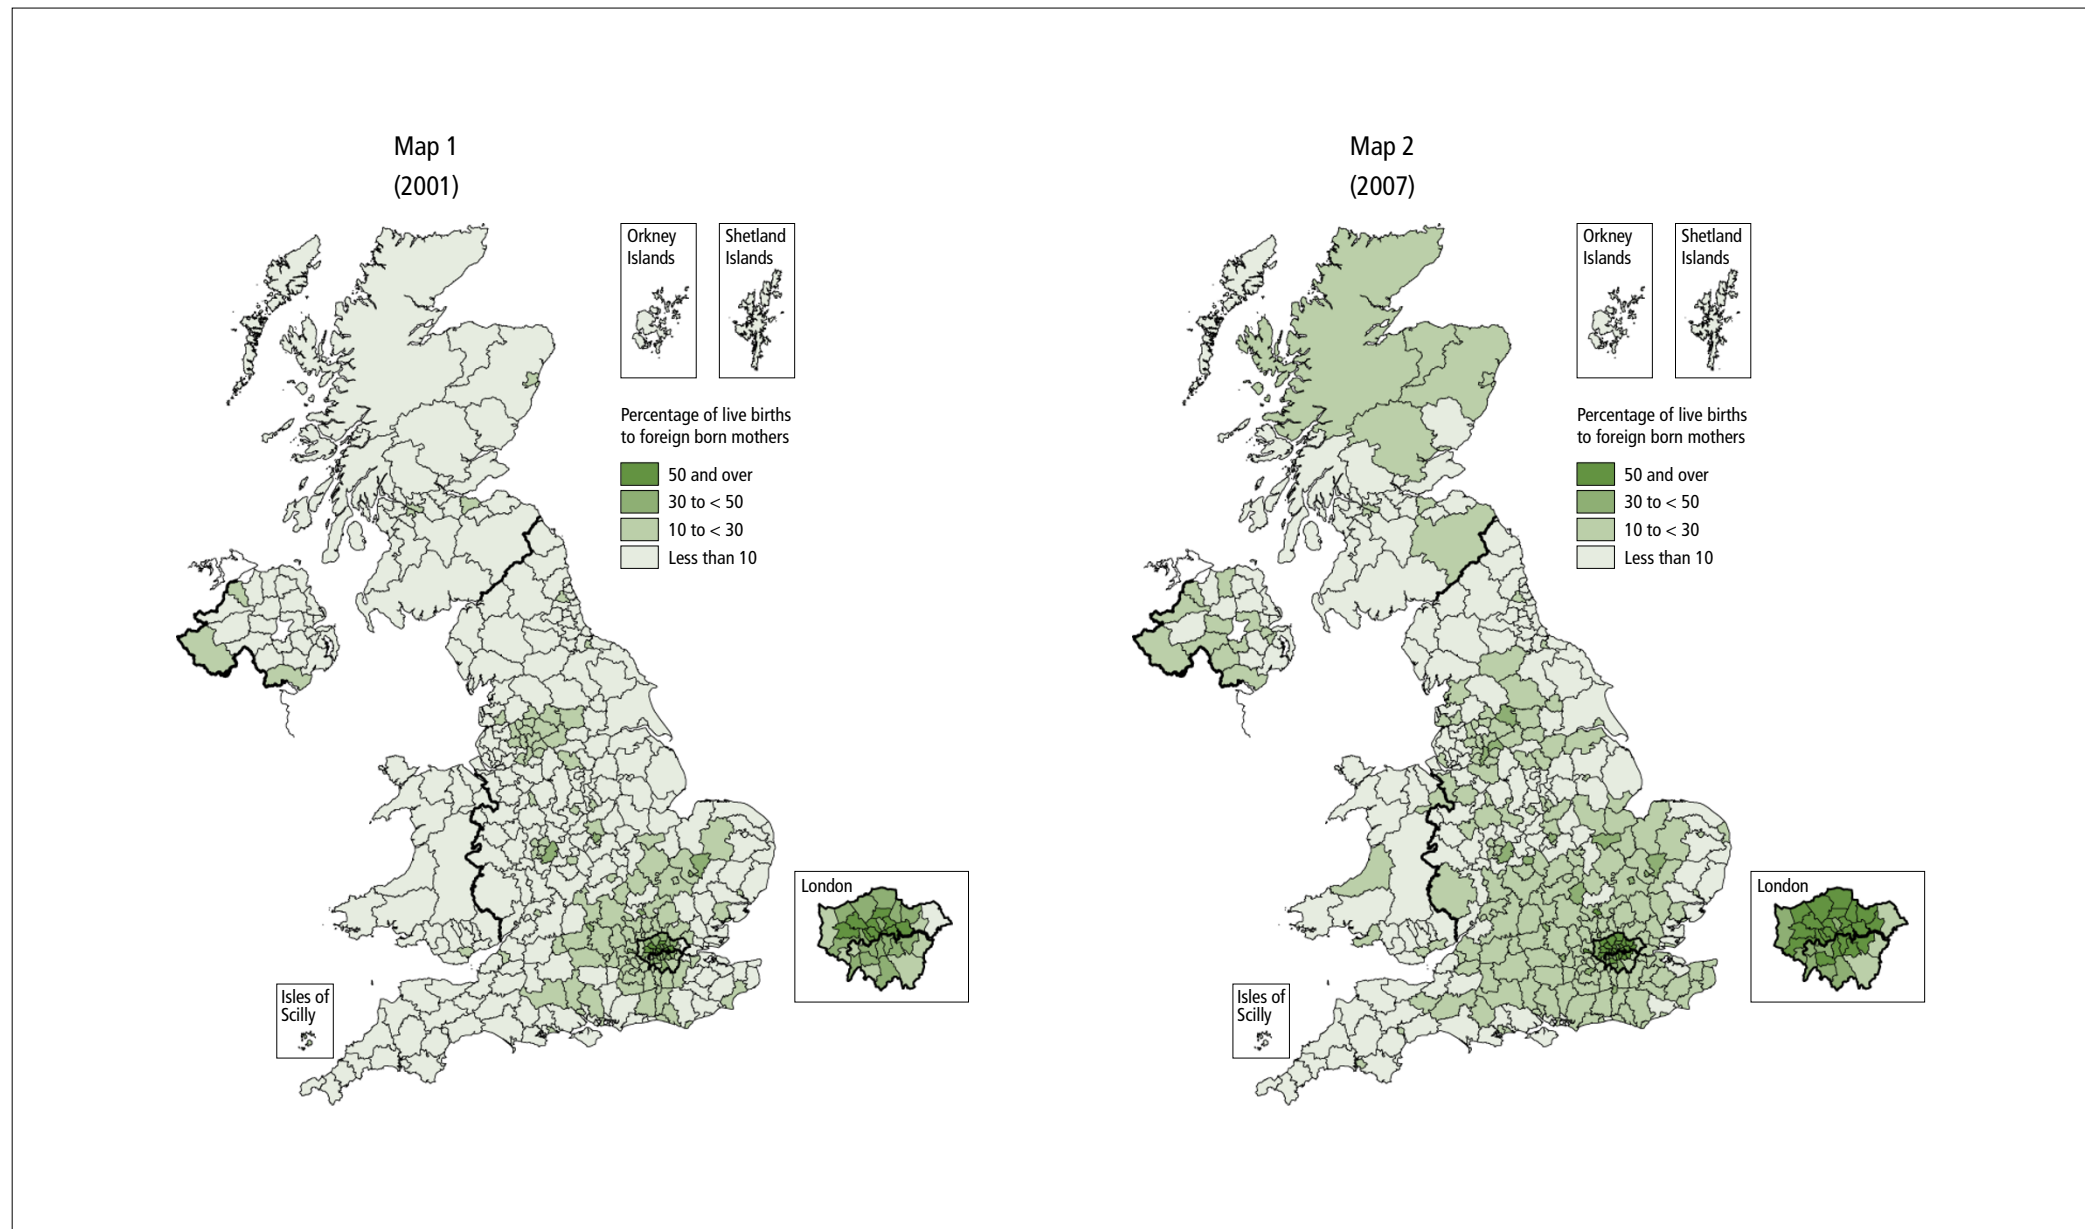 Map 1
(2001)
Orkney
Islands
Shetland
Islands
Percentage of live births
to foreign born mothers
50 and over
30 to < 50
10 to < 30
Less than 10
London
Isles of
Scilly
Map 2
(2007)
Orkney
Islands
Shetland
Islands
Percentage of live births
to foreign born mothers
50 and over
30 to < 50
10 to < 30
Less than 10
London
Isles of
Scilly